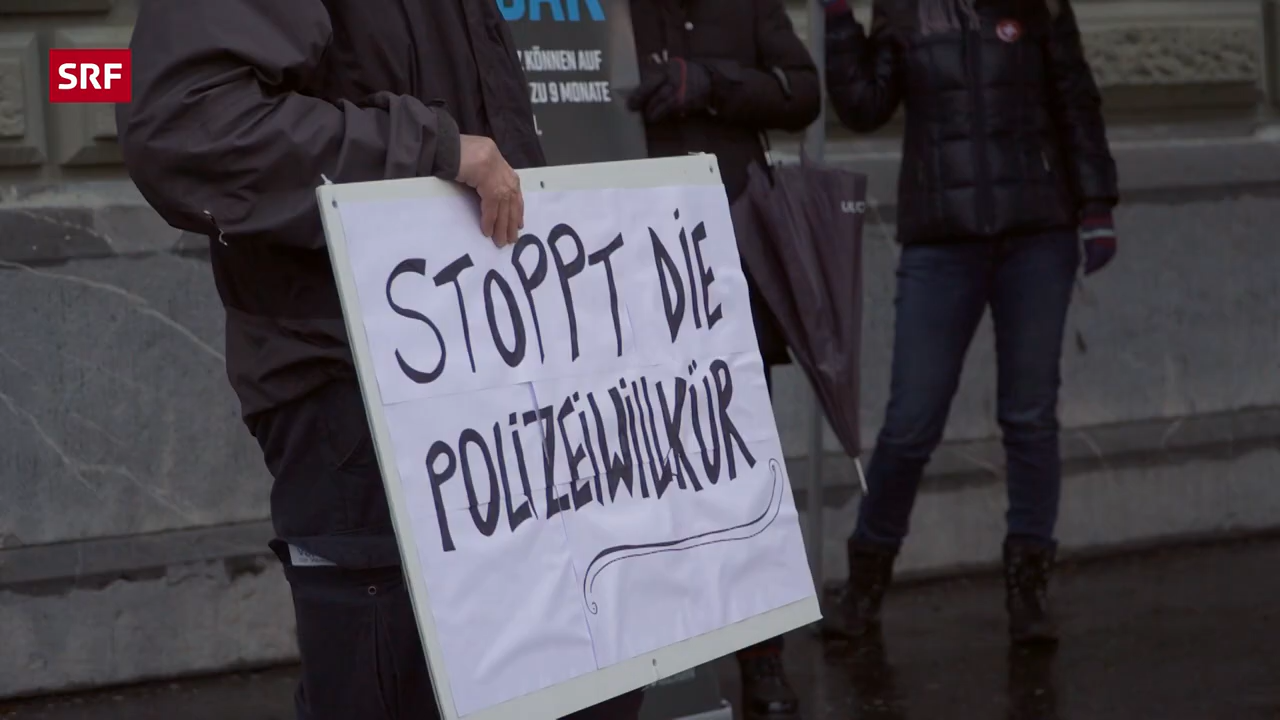 SRF
KÖNNEN AUF
ZU 9 MONATE
STOPPT DIE
POLIZEIWILLKÜR